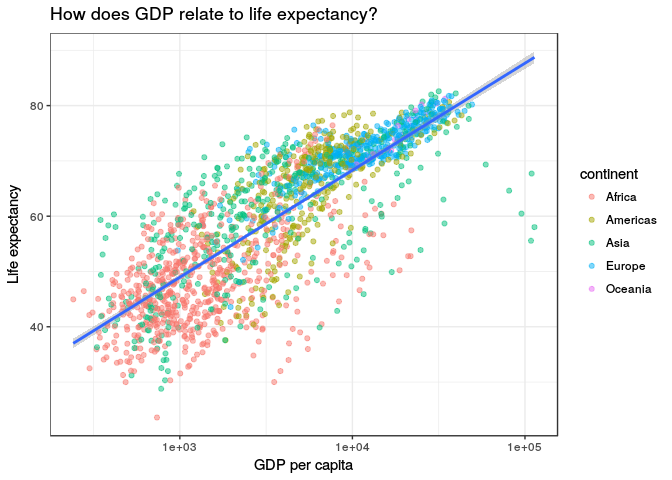 How does GDP relate to life expectancy?
80
60
40
Life expectancy
1e+03
1e+04
1e+05
GDP per capita
continent
Africa
Americas
Asia
Europe
Oceania